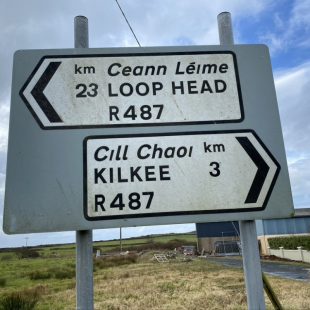 km Ceann Léime
23 LOOP HEAD
R487
Cill Chaoi km
KILKEE 3
R487